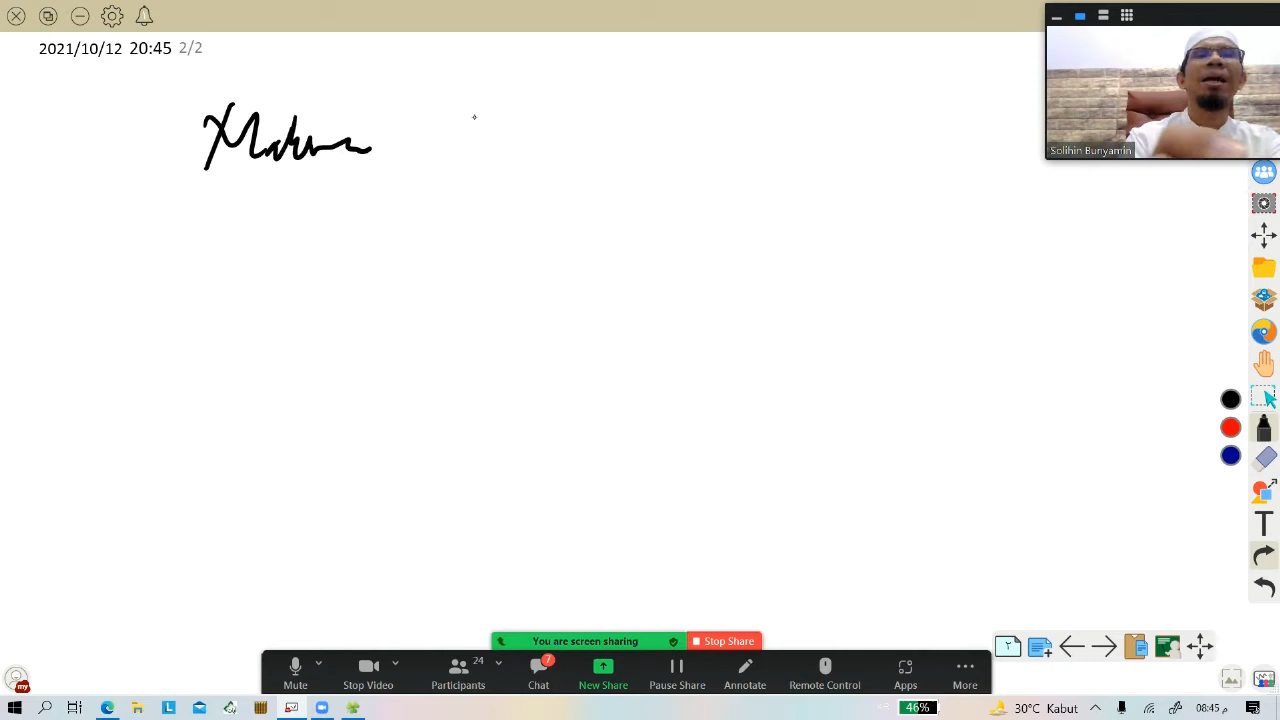 2021/10/12 20:45 2/2
Solihin Bunyamin
You are screen sharing
Stop Share
24
7
Mute
Stop Video
Participants
Chat
New Share
Pause Share
Annotate
Remote Control
Apps
More
T
my
46%
30°C Kabut
08:45